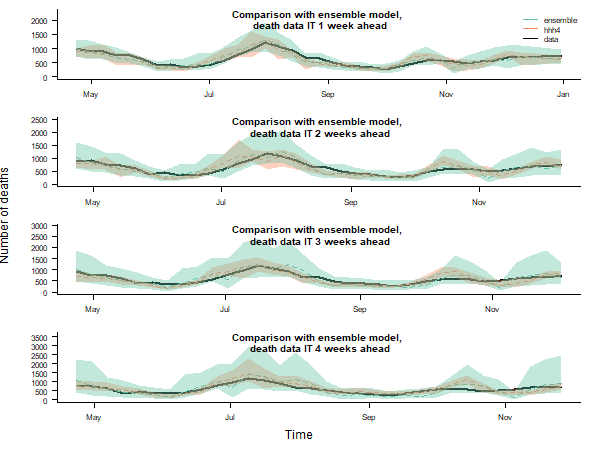 Comparison with ensemble model,
death data IT 1 week ahead
ensemble
hhh4
data
2000
1500
1000
500
0
May Jul Sep Nov Jan
Comparison with ensemble model,
death data IT 2 weeks ahead
2500
2000
1500
1000
500
0
May Jul Sep Nov
Number of deaths
Comparison with ensemble model,
death data IT 3 weeks ahead
3000
2500
2000
1500
1000
500
0
May Jul Sep Nov
Comparison with ensemble model,
death data IT 4 weeks ahead
3500
3000
2500
2000
1500
1000
500
0
May Jul Sep Nov
Time